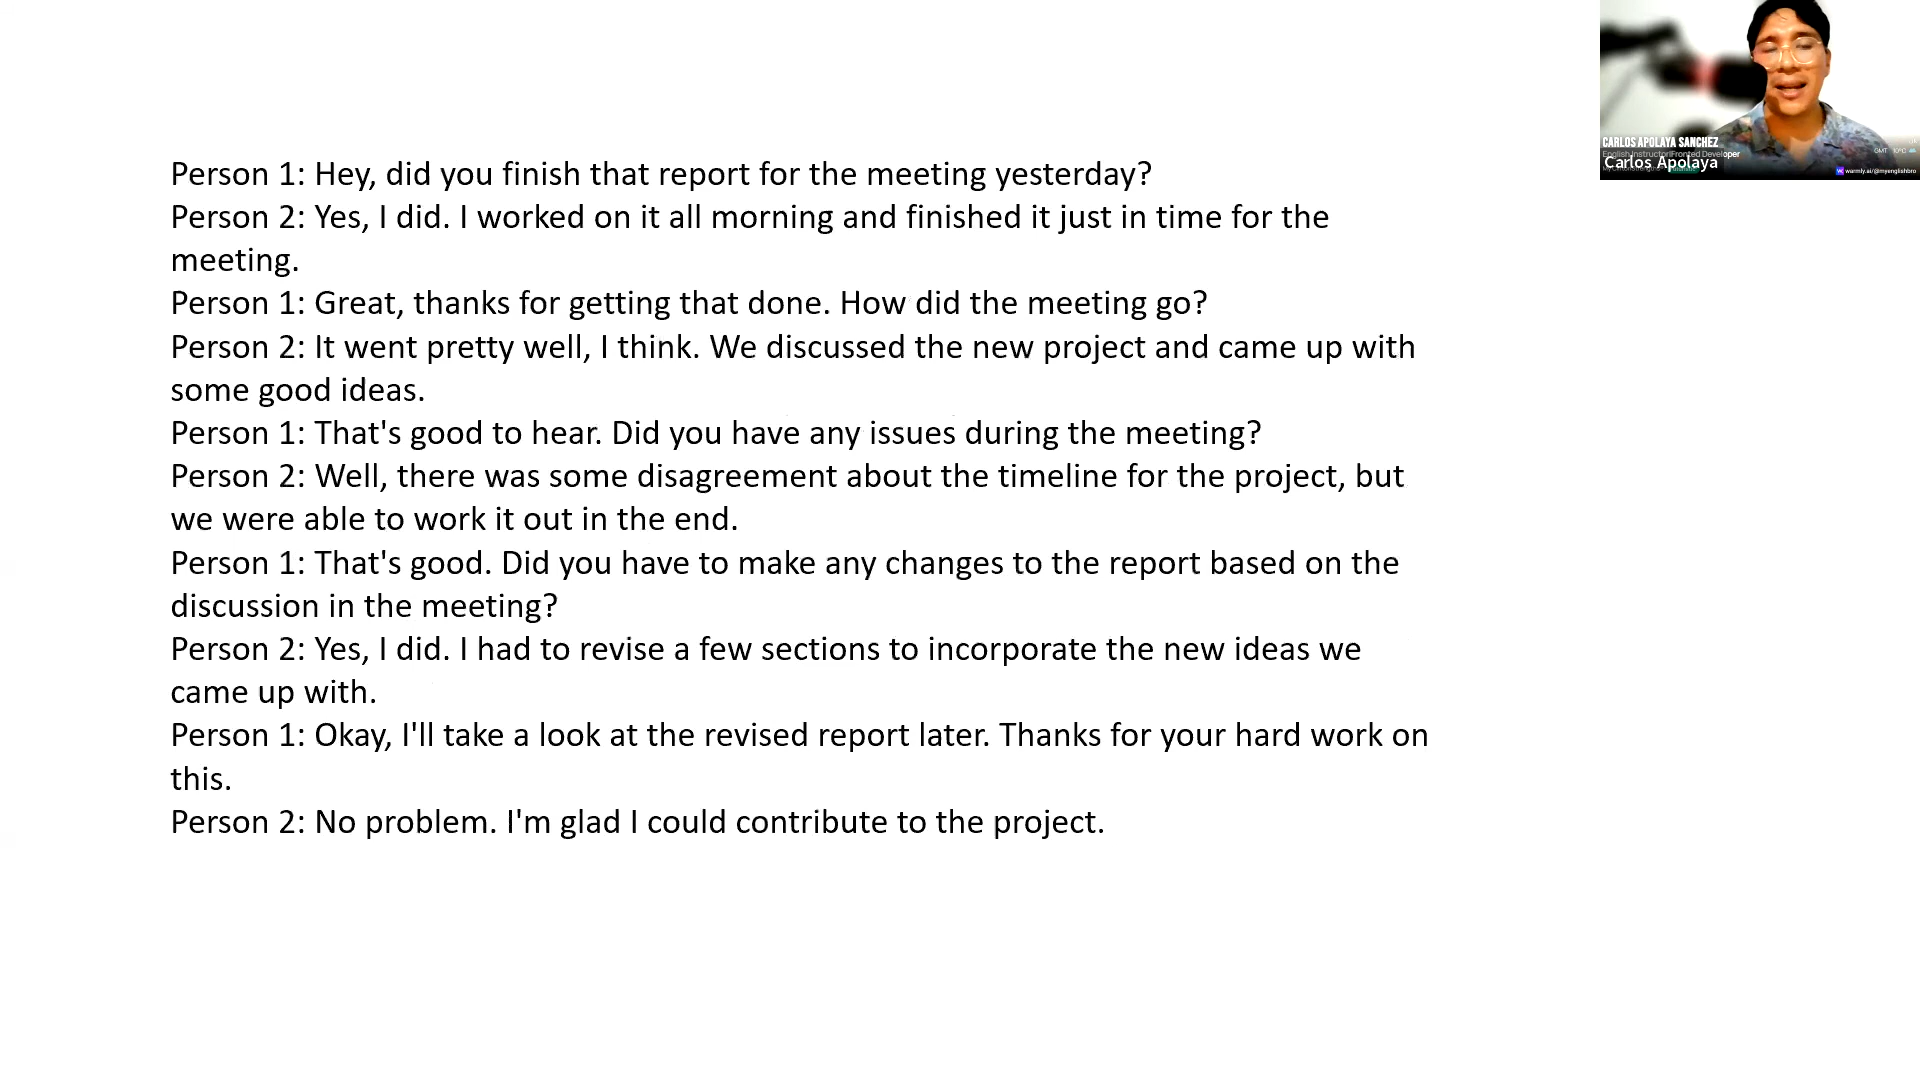 Person 1: Hey, did you finish that report for the meeting yesterday?
Person 2: Yes, I did. I worked on it all morning and finished it just in time for the
meeting.
Person 1: Great, thanks for getting that done. How did the meeting go?
Person 2: It went pretty well, I think. We discussed the new project and came up with
some good ideas.
Person 1: That's good to hear. Did you have any issues during the meeting?
Person 2: Well, there was some disagreement about the timeline for the project, but
we were able to work it out in the end.
Person 1: That's good. Did you have to make any changes to the report based on the
discussion in the meeting?
Person 2: Yes, I did. I had to revise a few sections to incorporate the new ideas we
came up with.
Person 1: Okay, I'll take a look at the revised report later. Thanks for your hard work on
this.
Person 2: No problem. I'm glad I could contribute to the project.
CARLOS APOLAYA SANCHEZ
English Instructor|Fronted Developer
Carlos Apolaya
GMT 10°C
warmly.ai/@myenglishbro